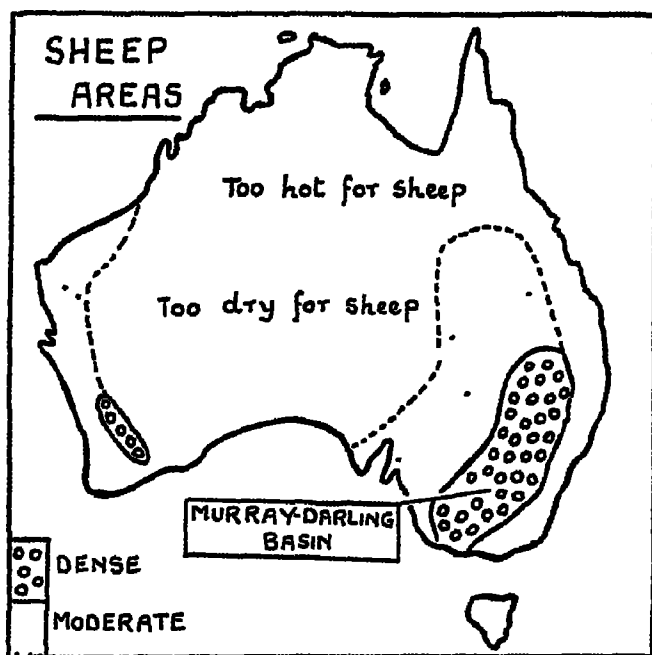 SHEEP
AREAS
Too hot for sheep
Too dry for sheep
MURRAY-DARLING
BASIN
DENSE
MODERATE